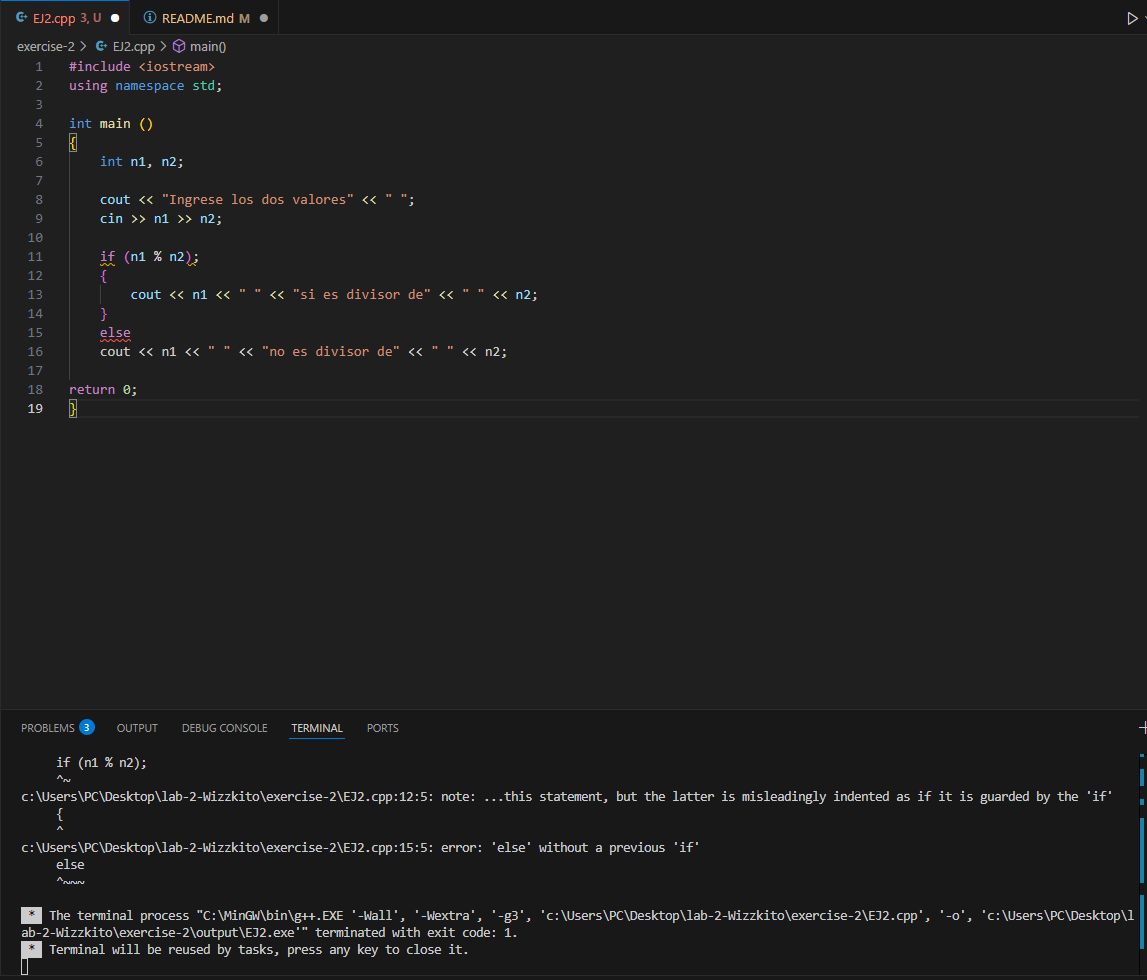 EJ2.cpp 3, U
README.md M
exercise-2 > EJ2.cpp > main()
1 #include <iostream>
2 using namespace std;
3
4 int main ()
5 {
6 int n1, n2;
7
8 cout << "Ingrese los dos valores" << " ";
9 cin >> n1 >> n2;
10
11 if (n1 % n2);
12 {
13 cout << n1 << " " << "si es divisor de" << " " << n2;
14 }
15 else
16 cout << n1 << " " << "no es divisor de" << " " << n2;
17
18 return 0;
19 }
PROBLEMS 3 OUTPUT DEBUG CONSOLE TERMINAL PORTS
if (n1 % n2);
^~
c:\Users\PC\Desktop\lab-2-Wizzkito\exercise-2\EJ2.cpp:12:5: note: ...this statement, but the latter is misleadingly indented as if it is guarded by the 'if'
{
^
c:\Users\PC\Desktop\lab-2-Wizzkito\exercise-2\EJ2.cpp:15:5: error: 'else' without a previous 'if'
else
^~~~
* The terminal process "C:\MinGW\bin\g++.EXE '-Wall', '-Wextra', '-g3', 'c:\Users\PC\Desktop\lab-2-Wizzkito\exercise-2\EJ2.cpp', '-o', 'c:\Users\PC\Desktop\l
ab-2-Wizzkito\exercise-2\output\EJ2.exe'" terminated with exit code: 1.
* Terminal will be reused by tasks, press any key to close it.